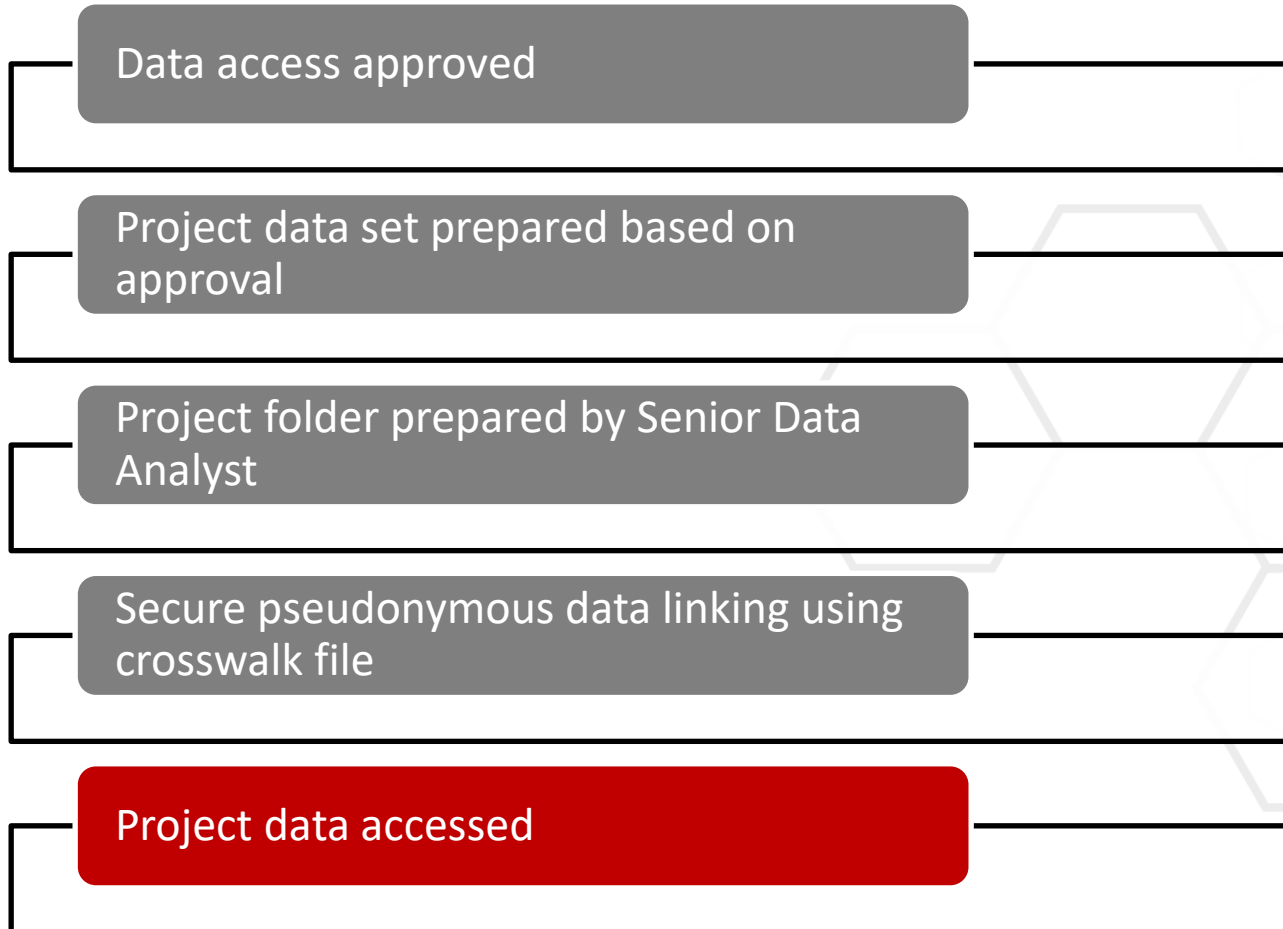 Data access approved
Project data set prepared based on
approval
Project folder prepared by Senior Data
Analyst
Secure pseudonymous data linking using
crosswalk file
Project data accessed